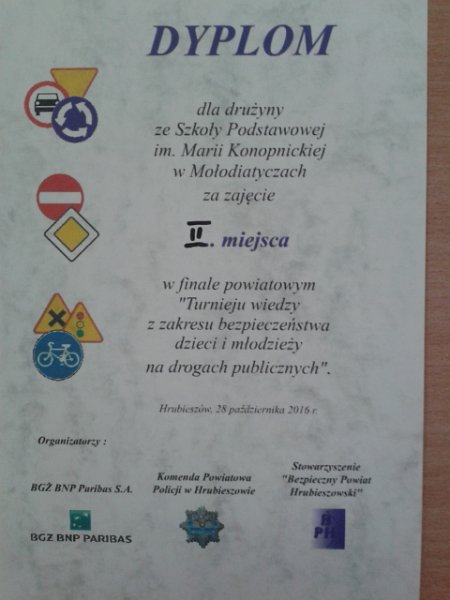 DYPLOM
dla drużyny
ze Szkoły Podstawowej
im. Marii Konopnickiej
w Mołodiatyczach
za zajęcie
II. miejsca
w finale powiatowym
"Turnieju wiedzy
z zakresu bezpieczeństwa
dzieci i młodzieży
na drogach publicznych".
Hrubieszów, 28 października 2016 r.
Organizatorzy :
BGŻ BNP Paribas S.A.
BGŻ BNP PARIBAS
Komenda Powiatowa
Policji w Hrubieszowie
Stowarzyszenie
"Bezpieczny Powiat
Hrubieszowski"
PH